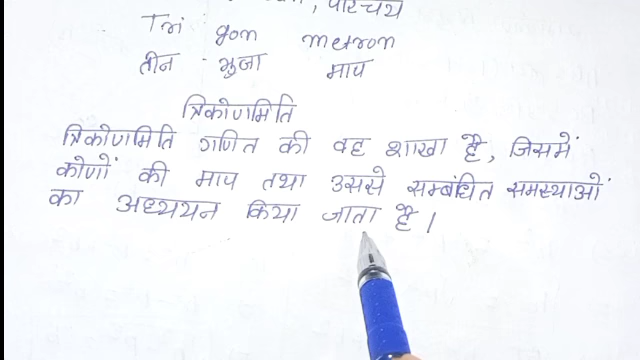 , परिचय
Tri gon metron
तीन भुजा माप
त्रिकोणमिति
त्रिकोणमिति गणित की वह शाखा है, जिसमें
कोणों की माप तथा उससे सम्बंधित समस्याओं
का अध्ययन किया जाता है।